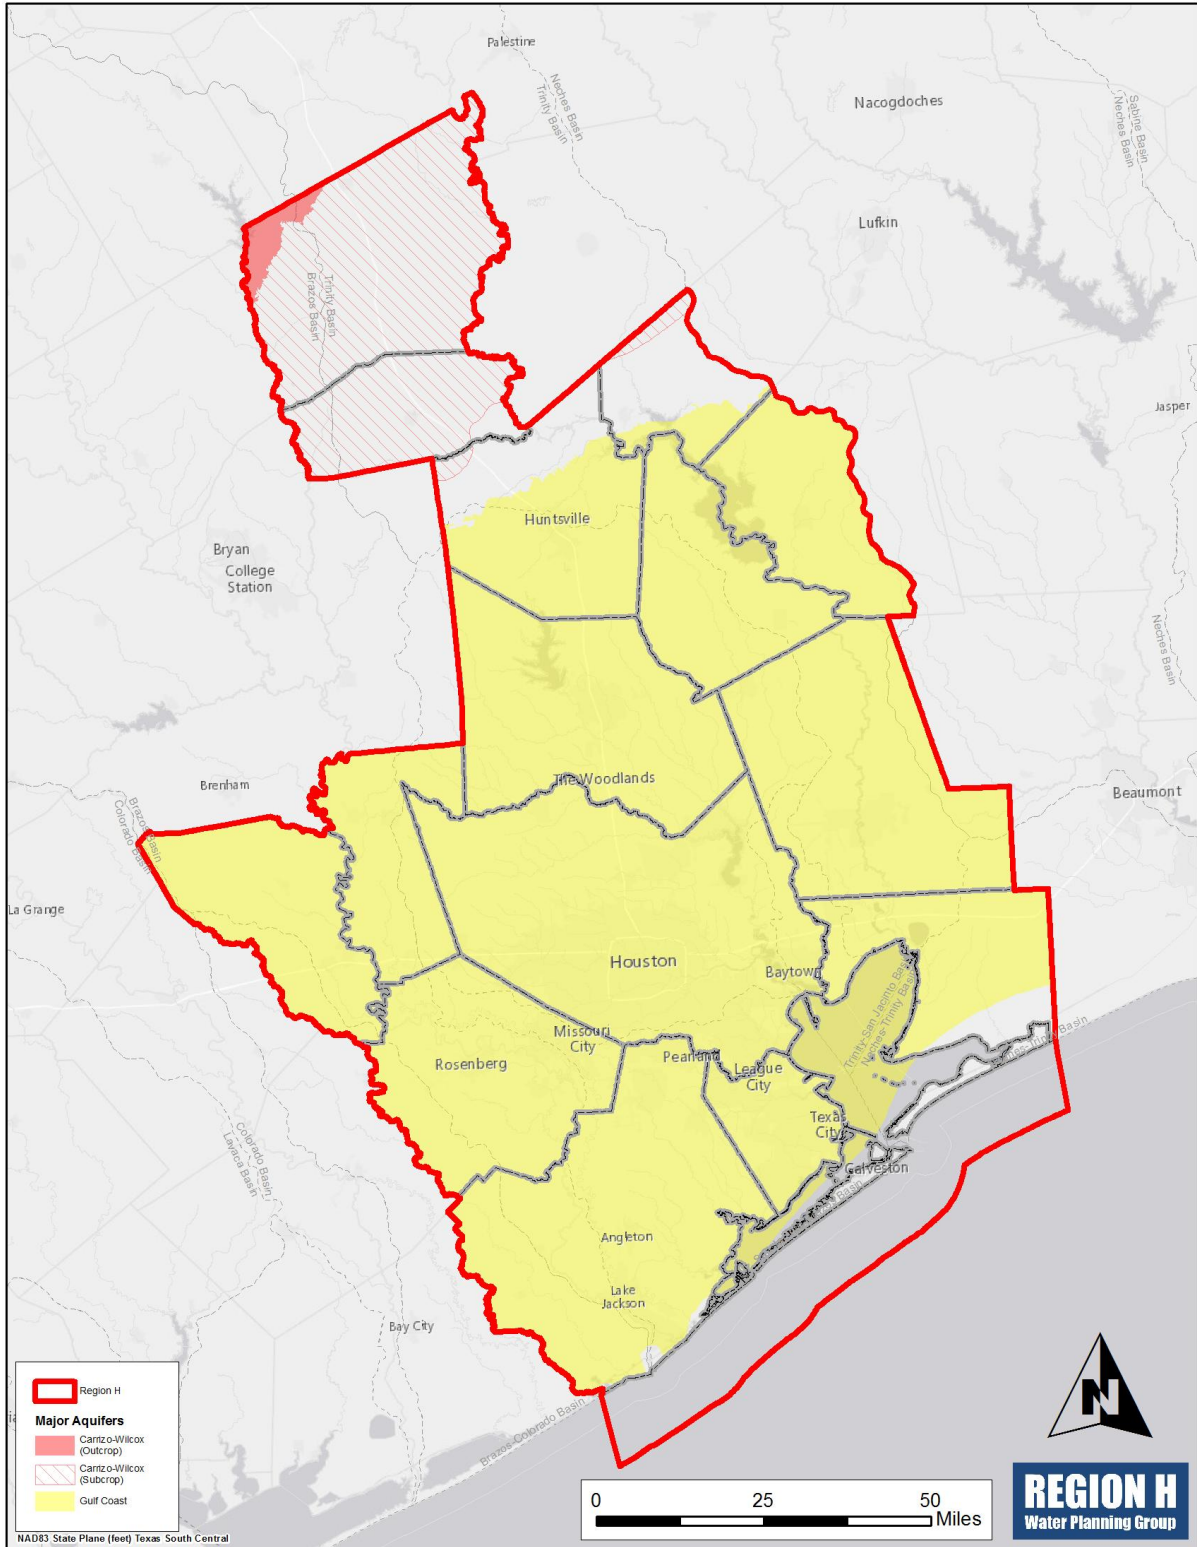 Palestine
Neches Basin
Trinity Basin
Nacogdoches
Sabine Basin
Neches Basin
Lufkin
Trinity Basin
Brazos Basin
Jasper
Huntsville
Bryan
College
Station
Neches Basin
The Woodlands
Brenham
Beaumont
Brazos Basin
Colorado Basin
La Grange
Houston
Baytown
Trinity-San Jacinto Basin
Neches-Trinity Basin
Missouri
City
Pearland
Rosenberg
League
City
Texas
City
Galveston
Colorado Basin
Lavaca Basin
Angleton
Lake
Jackson
Bay City
Brazos-Colorado Basin
Region H
Major Aquifers
Carrizo-Wilcox
(Outcrop)
Carrizo-Wilcox
(Subcrop)
Gulf Coast
NAD83 State Plane (feet) Texas South Central
0 25 50
Miles
N
REGION H
Water Planning Group